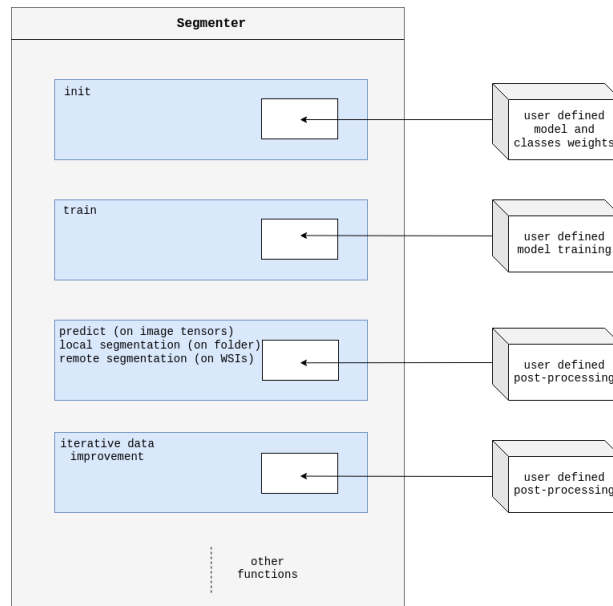 Segmenter
init
user defined
model and
classes weights
train
user defined
model training
predict (on image tensors)
local segmentation (on folder)
remote segmentation (on WSIs)
user defined
post-processing
iterative data
improvement
user defined
post-processing
other
functions